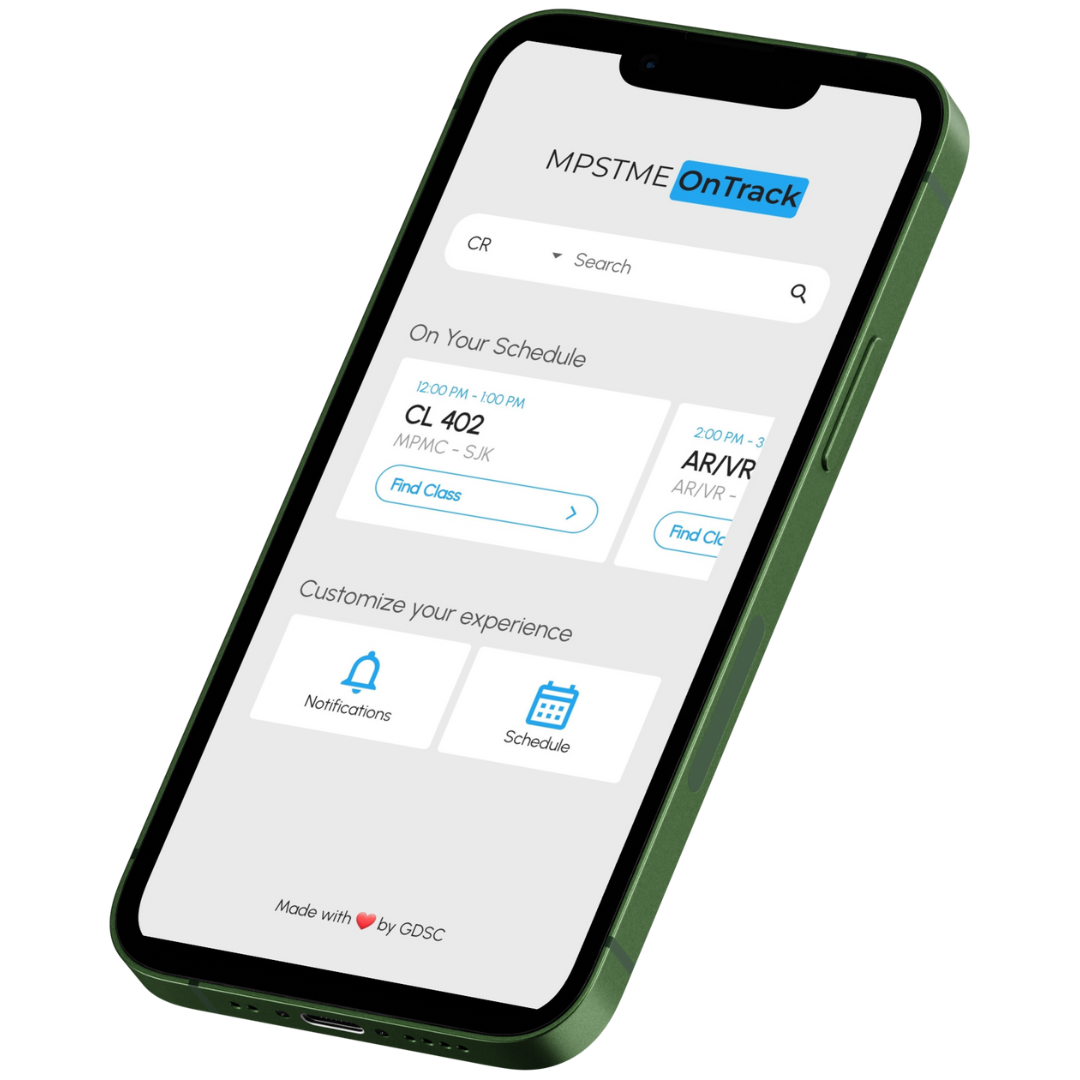 MPSTME OnTrack
CR Search
On Your Schedule
12:00 PM - 1:00 PM
CL 402
MPMC - SJK
Find Class
2:00 PM - 3
AR/VR
AR/VR -
Find Cla
Customize your experience
Notifications
Schedule
Made with ❤️ by GDSC